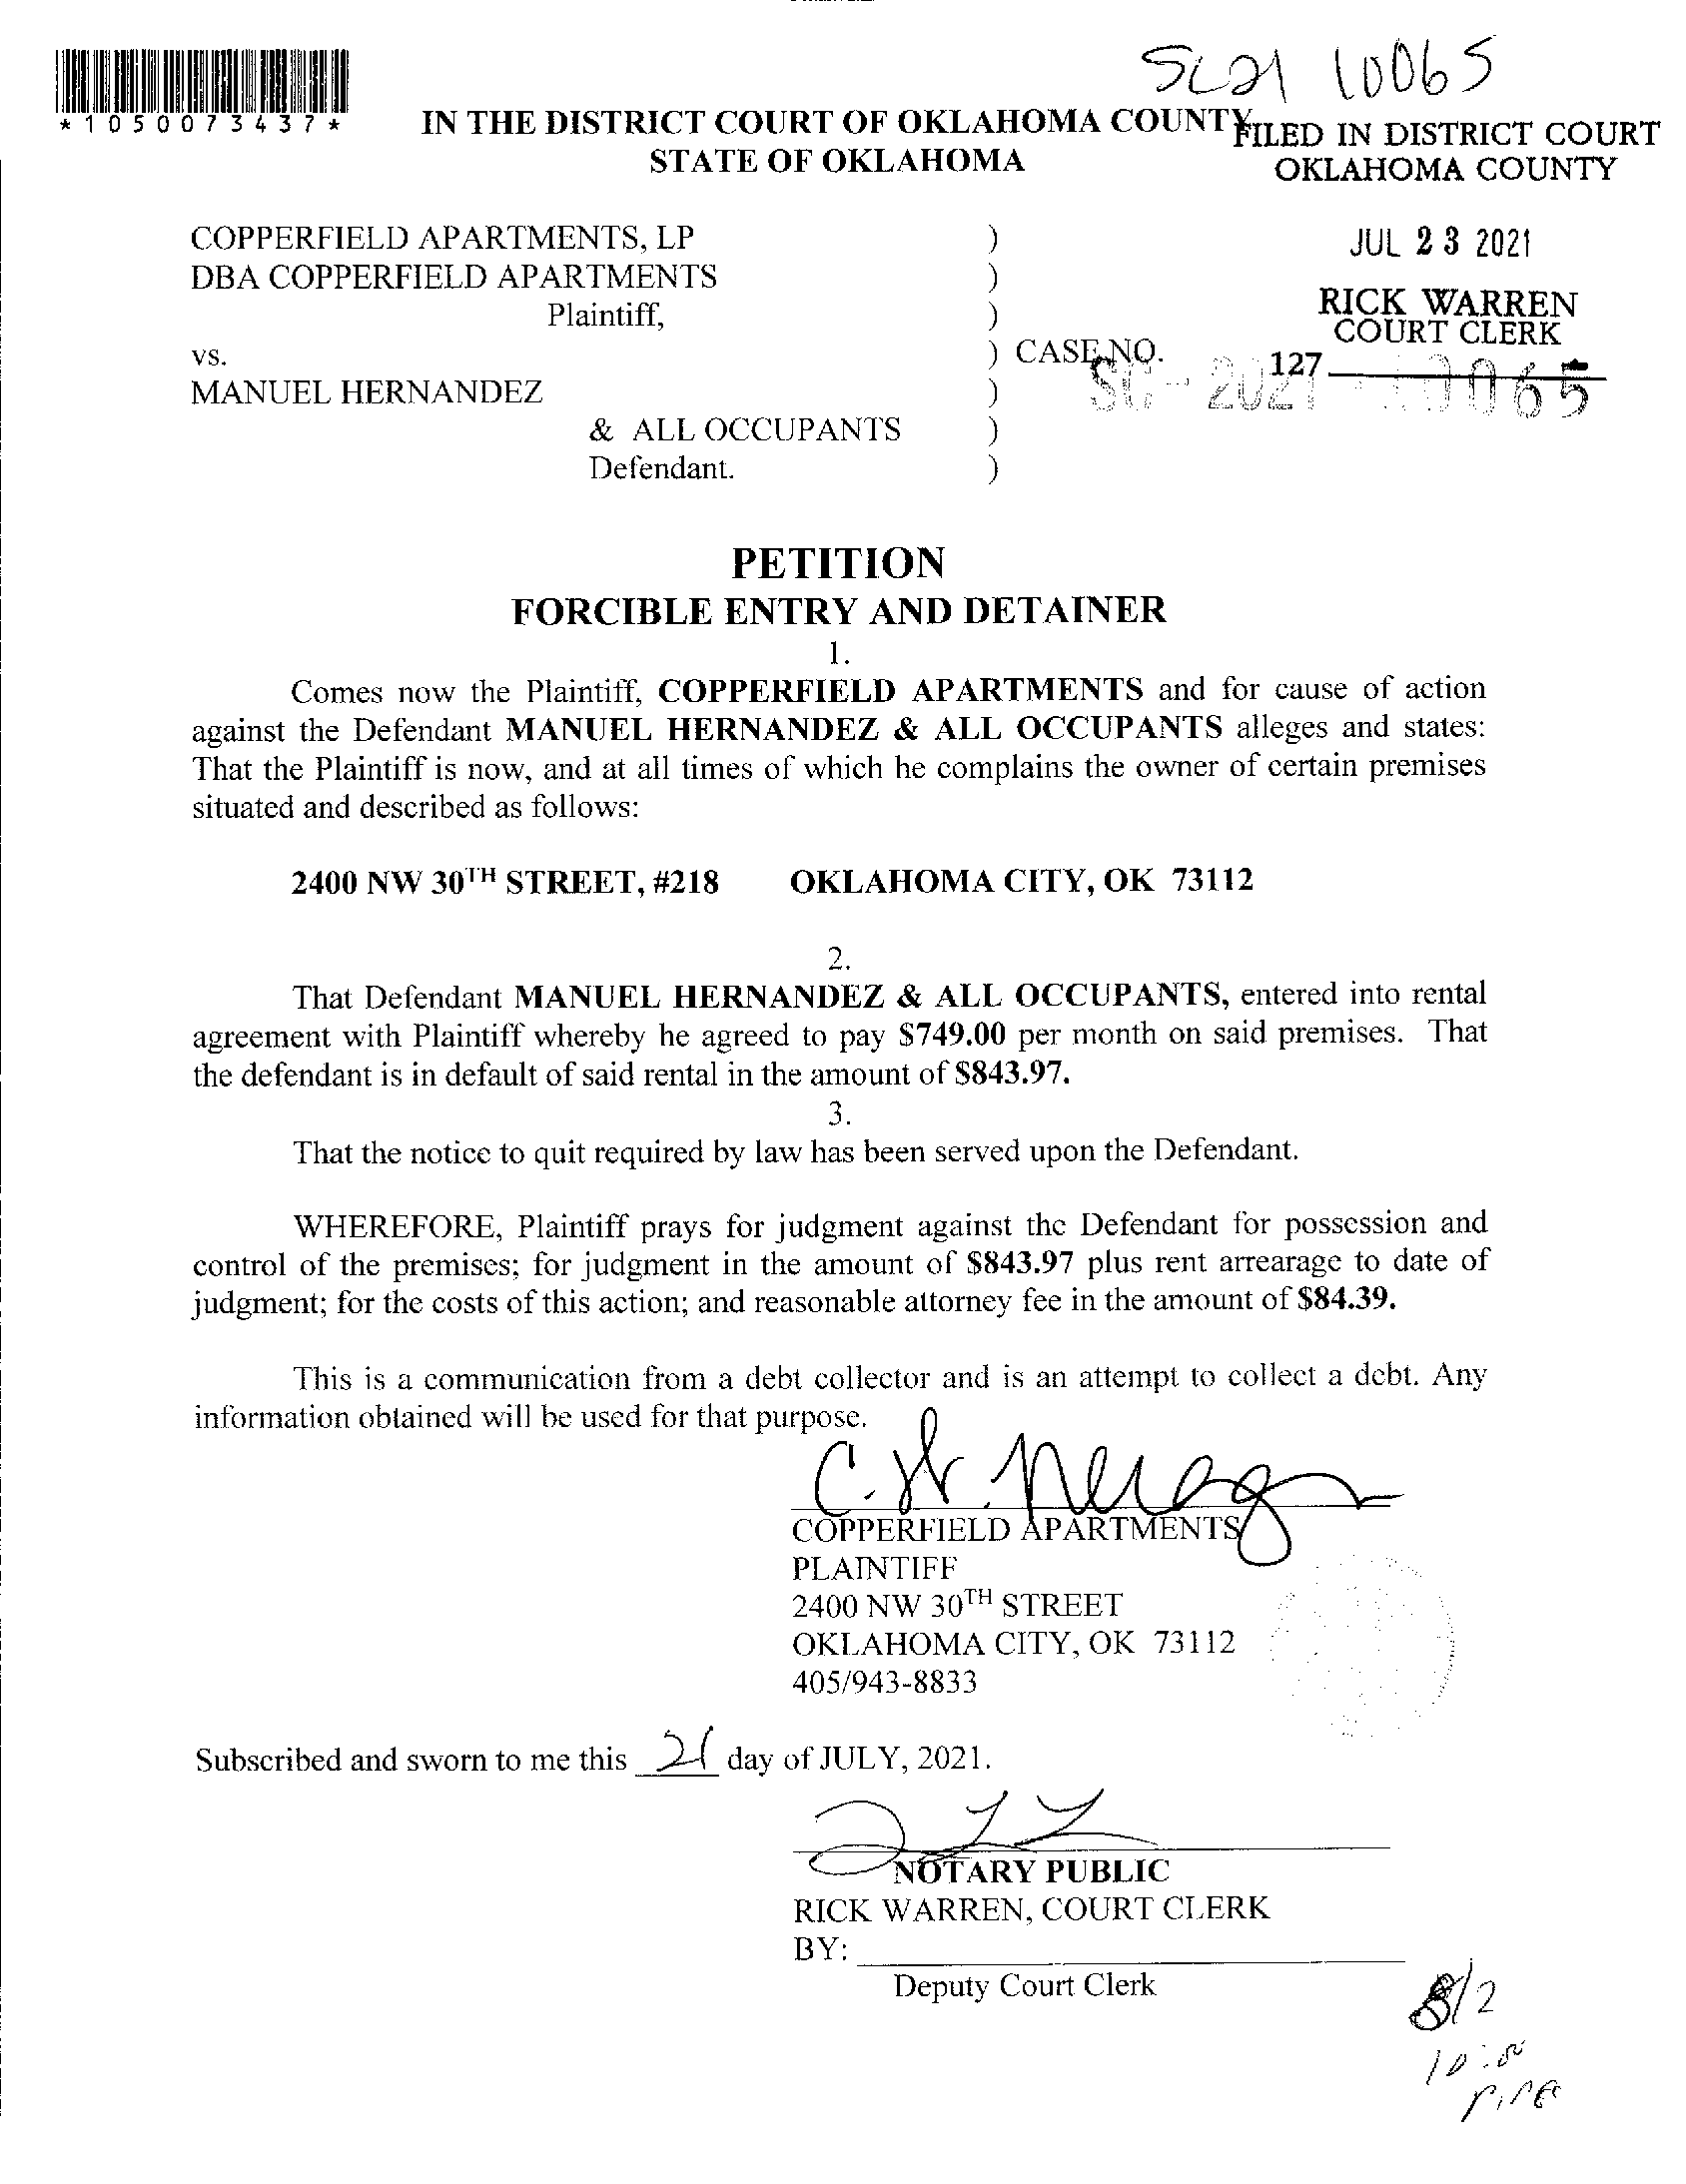 SC21 10065
*1050073437*
IN THE DISTRICT COURT OF OKLAHOMA COUNTY
STATE OF OKLAHOMA
FILED IN DISTRICT COURT
OKLAHOMA COUNTY
JUL 23 2021
RICK WARREN
COURT CLERK
127
COPPERFIELD APARTMENTS, LP )
DBA COPPERFIELD APARTMENTS )
Plaintiff, )
vs. ) CASE NO. SC-2021-10065
MANUEL HERNANDEZ )
& ALL OCCUPANTS )
Defendant. )
PETITION
FORCIBLE ENTRY AND DETAINER
1.
Comes now the Plaintiff, COPPERFIELD APARTMENTS and for cause of action
against the Defendant MANUEL HERNANDEZ & ALL OCCUPANTS alleges and states:
That the Plaintiff is now, and at all times of which he complains the owner of certain premises
situated and described as follows:
2400 NW 30TH STREET, #218 OKLAHOMA CITY, OK 73112
2.
That Defendant MANUEL HERNANDEZ & ALL OCCUPANTS, entered into rental
agreement with Plaintiff whereby he agreed to pay $749.00 per month on said premises. That
the defendant is in default of said rental in the amount of $843.97.
3.
That the notice to quit required by law has been served upon the Defendant.
WHEREFORE, Plaintiff prays for judgment against the Defendant for possession and
control of the premises; for judgment in the amount of $843.97 plus rent arrearage to date of
judgment; for the costs of this action; and reasonable attorney fee in the amount of $84.39.
This is a communication from a debt collector and is an attempt to collect a debt. Any
information obtained will be used for that purpose.
COPPERFIELD APARTMENTS
PLAINTIFF
2400 NW 30TH STREET
OKLAHOMA CITY, OK 73112
405/943-8833
Subscribed and sworn to me this 21 day of JULY, 2021.
NOTARY PUBLIC
RICK WARREN, COURT CLERK
BY:
Deputy Court Clerk
8/2
10:00